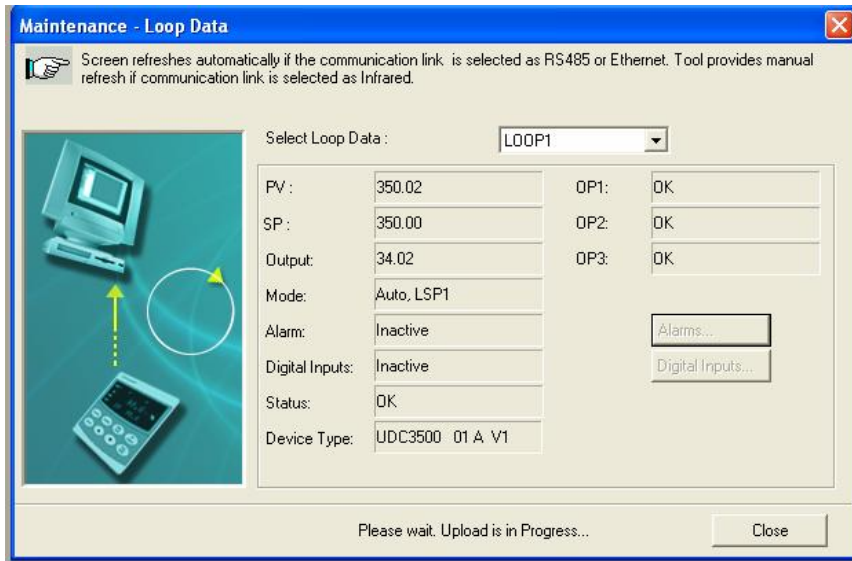 Maintenance - Loop Data
Screen refreshes automatically if the communication link is selected as RS485 or Ethernet. Tool provides manual
refresh if communication link is selected as Infrared.
Select Loop Data : LOOP1
PV : 350.02 OP1: OK
SP : 350.00 OP2: OK
Output: 34.02 OP3: OK
Mode: Auto, LSP1
Alarm: Inactive Alarms...
Digital Inputs: Inactive Digital Inputs...
Status: OK
Device Type: UDC3500 01 A V1
Please wait. Upload is in Progress... Close